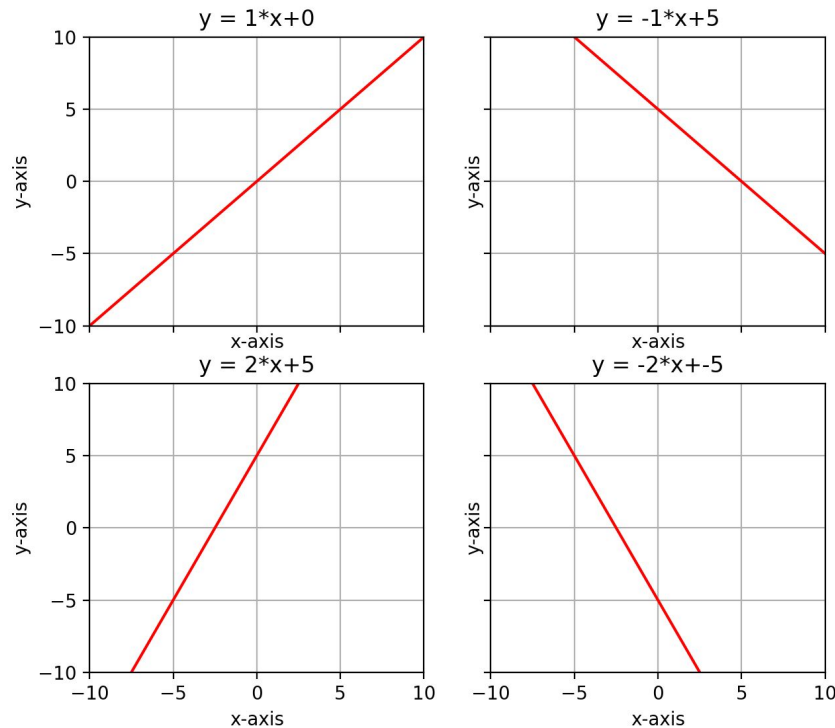 y = 1*x+0
10
5
0
−5
−10
y-axis
x-axis
y = -1*x+5
y-axis
x-axis
y = 2*x+5
10
5
0
−5
−10
y-axis
−10 −5 0 5 10
x-axis
y = -2*x+-5
y-axis
−10 −5 0 5 10
x-axis